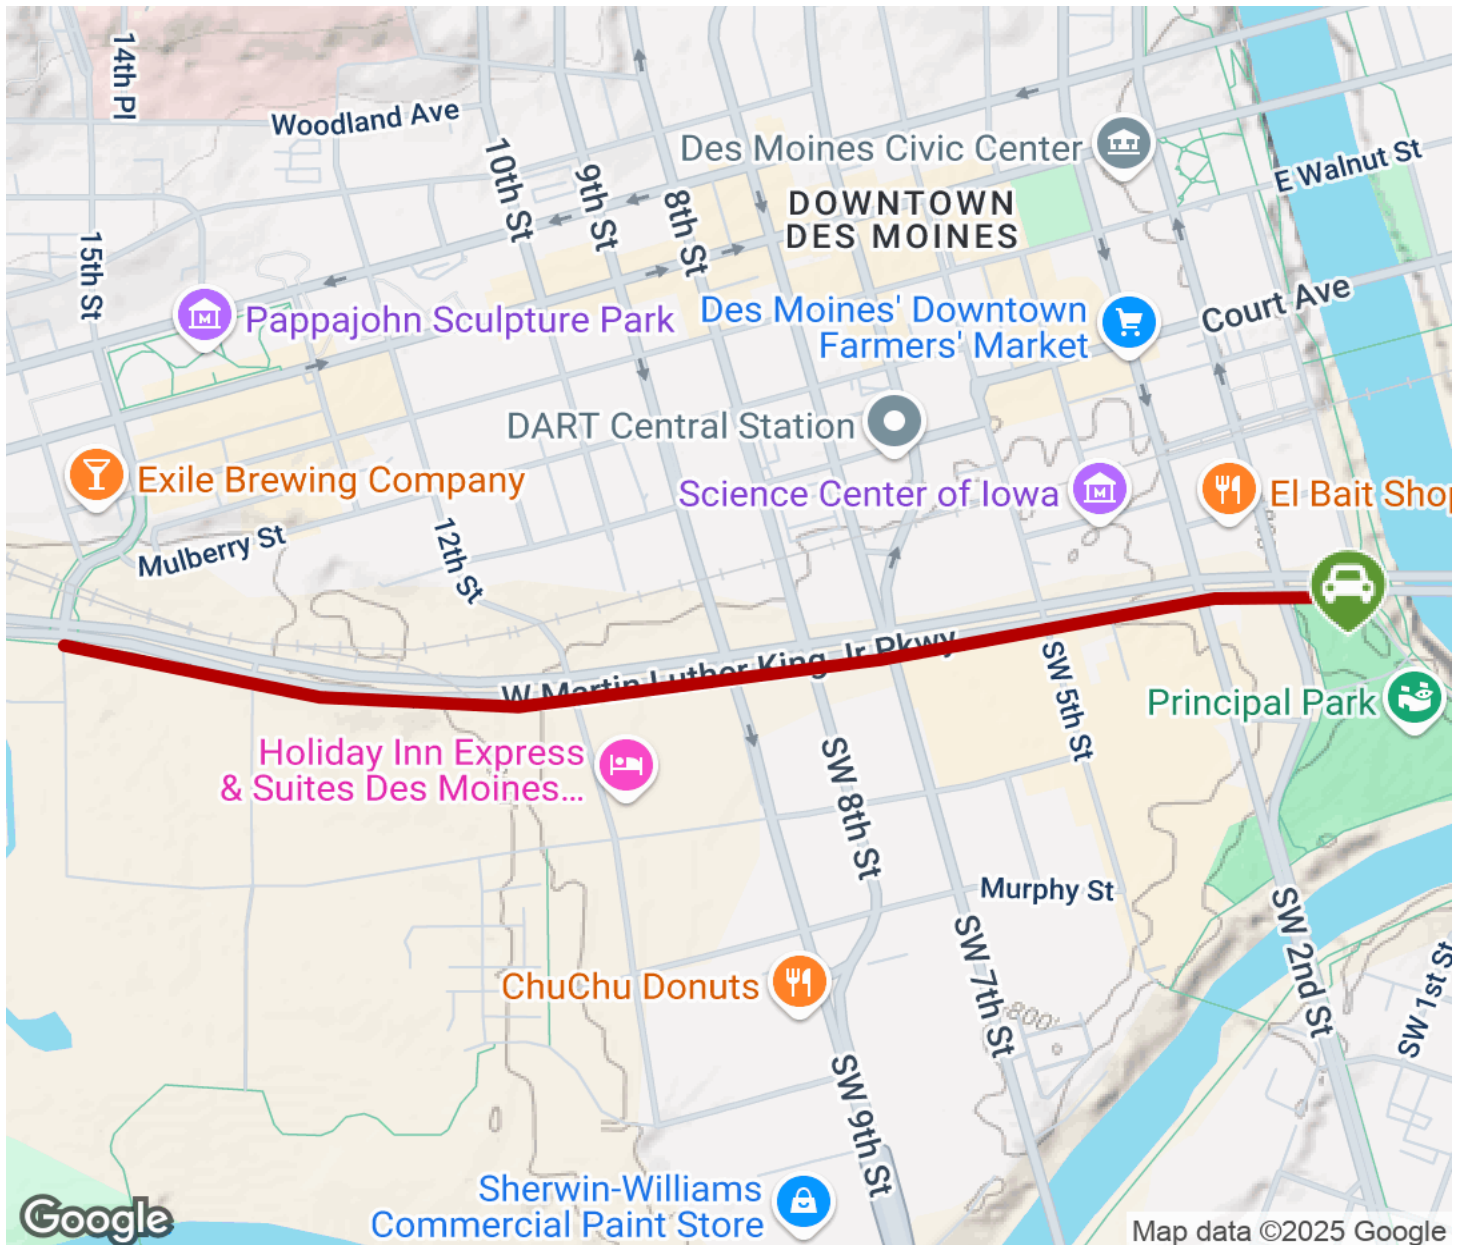 14th Pl
Woodland Ave
10th St
9th St
8th St
Des Moines Civic Center
E Walnut St
DOWNTOWN
DES MOINES
15th St
Pappajohn Sculpture Park
Des Moines' Downtown
Farmers' Market
Court Ave
DART Central Station
Exile Brewing Company
Science Center of Iowa
El Bait Shop
Mulberry St
12th St
W Martin Luther King Jr Pkwy
SW 5th St
Principal Park
Holiday Inn Express
& Suites Des Moines...
SW 8th St
Murphy St
SW 2nd St
SW 7th St
SW 1st St
ChuChu Donuts
800'
SW 9th St
Sherwin-Williams
Commercial Paint Store
Google
Map data ©2025 Google